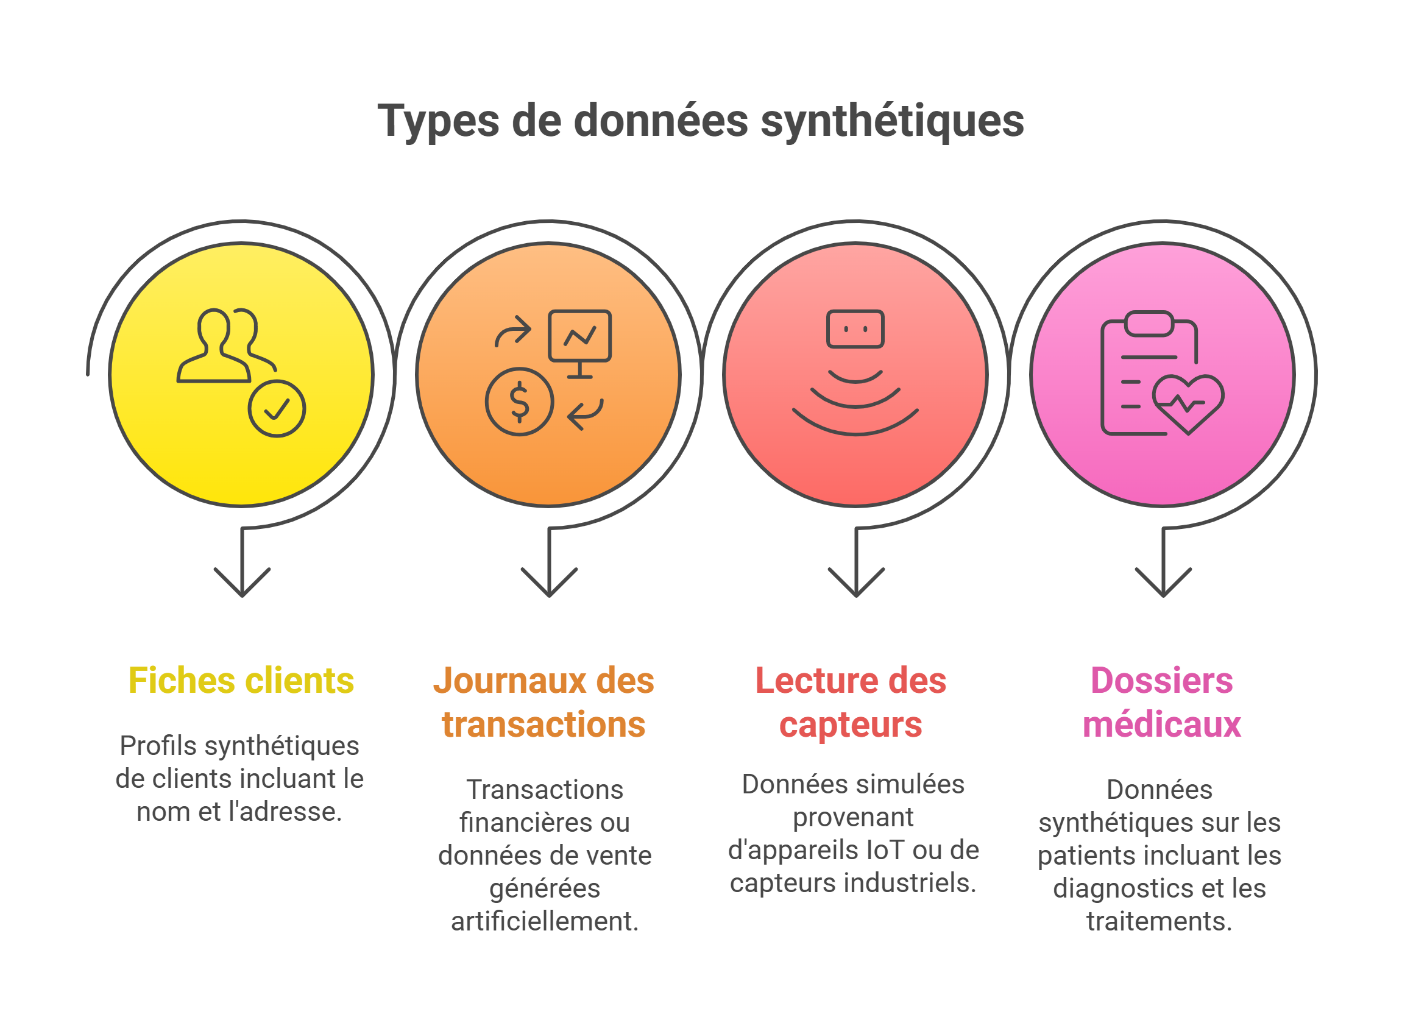 Types de données synthétiques
Fiches clients
Profils synthétiques
de clients incluant le
nom et l'adresse.
Journaux des
transactions
Transactions
financières ou
données de vente
générées
artificiellement.
Lecture des
capteurs
Données simulées
provenant
d'appareils IoT ou de
capteurs industriels.
Dossiers
médicaux
Données
synthétiques sur les
patients incluant les
diagnostics et les
traitements.